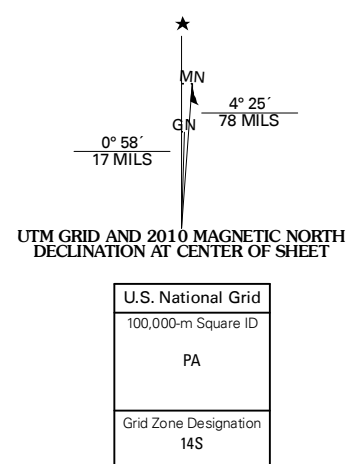 ★
MN
4° 25´
78 MILS
GN
0° 58´
17 MILS
UTM GRID AND 2010 MAGNETIC NORTH
DECLINATION AT CENTER OF SHEET
U.S. National Grid
100,000-m Square ID
PA
Grid Zone Designation
14S